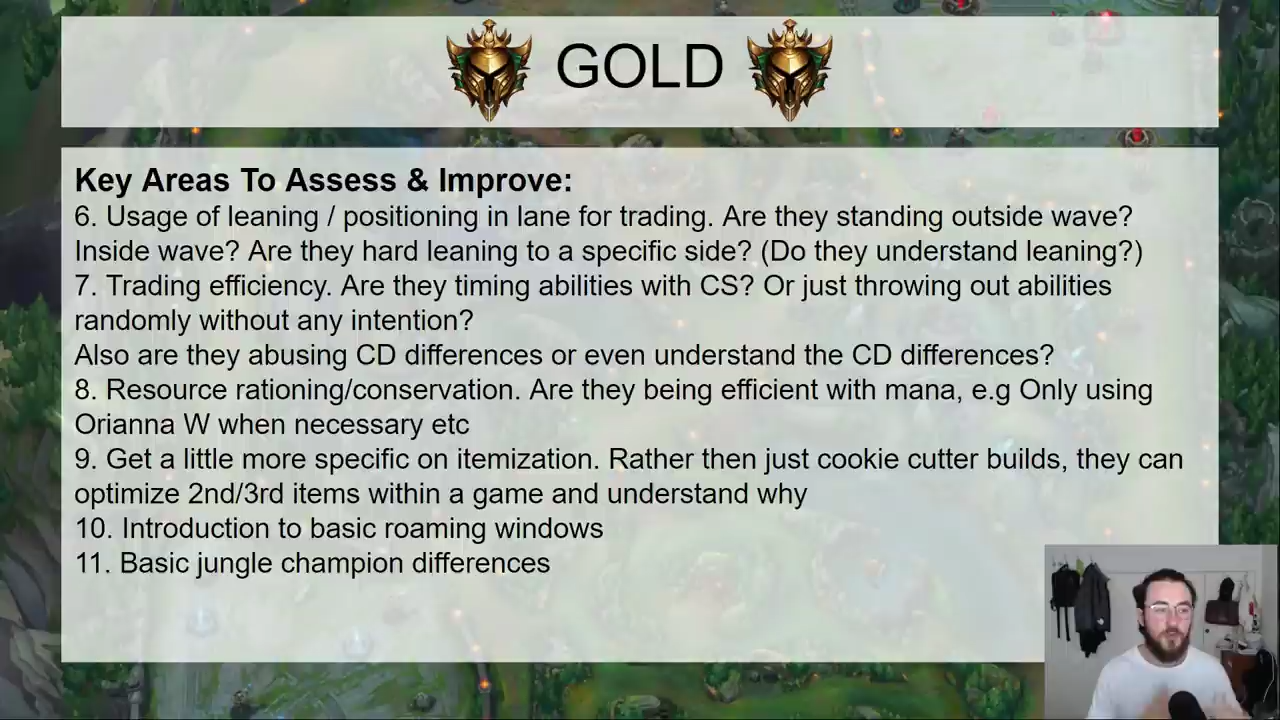 GOLD
Key Areas To Assess & Improve:
6. Usage of leaning / positioning in lane for trading. Are they standing outside wave?
Inside wave? Are they hard leaning to a specific side? (Do they understand leaning?)
7. Trading efficiency. Are they timing abilities with CS? Or just throwing out abilities
randomly without any intention?
Also are they abusing CD differences or even understand the CD differences?
8. Resource rationing/conservation. Are they being efficient with mana, e.g Only using
Orianna W when necessary etc
9. Get a little more specific on itemization. Rather then just cookie cutter builds, they can
optimize 2nd/3rd items within a game and understand why
10. Introduction to basic roaming windows
11. Basic jungle champion differences